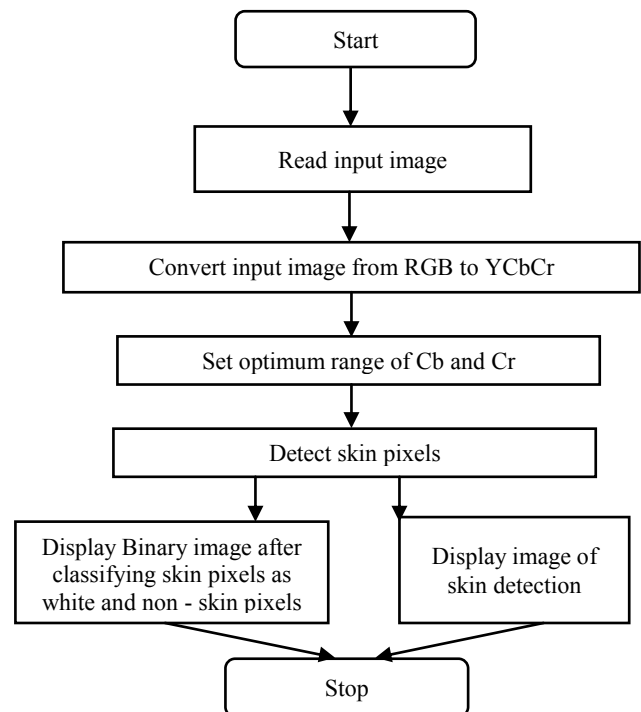 Start
Read input image
Convert input image from RGB to YCbCr
Set optimum range of Cb and Cr
Detect skin pixels
Display Binary image after
classifying skin pixels as
white and non - skin pixels
Display image of
skin detection
Stop